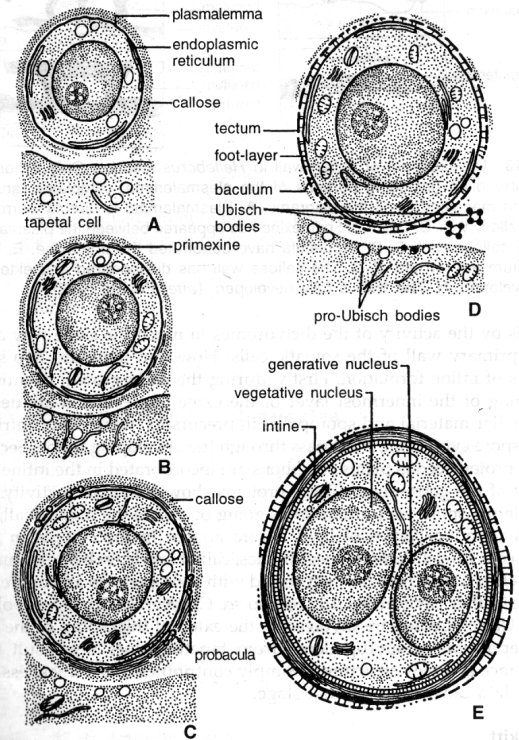 plasmalemma
endoplasmic
reticulum
callose
tapetal cell
A
primexine
B
callose
probacula
C
tectum
foot-layer
baculum
Ubisch
bodies
pro-Ubisch bodies
D
generative nucleus
vegetative nucleus
intine
E